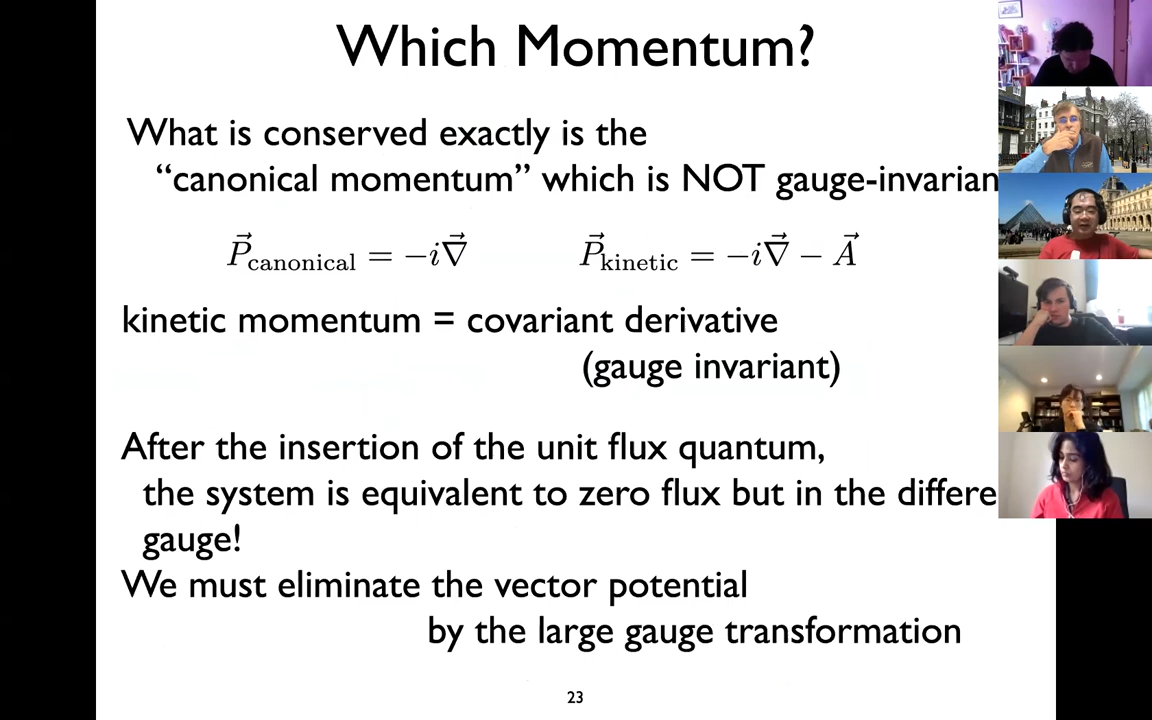 Which Momentum?
What is conserved exactly is the
“canonical momentum” which is NOT gauge-invarian
P⃗canonical = −i∇⃗ P⃗kinetic = −i∇⃗ − A⃗
kinetic momentum = covariant derivative
(gauge invariant)
After the insertion of the unit flux quantum,
the system is equivalent to zero flux but in the differe
gauge!
We must eliminate the vector potential
by the large gauge transformation
23